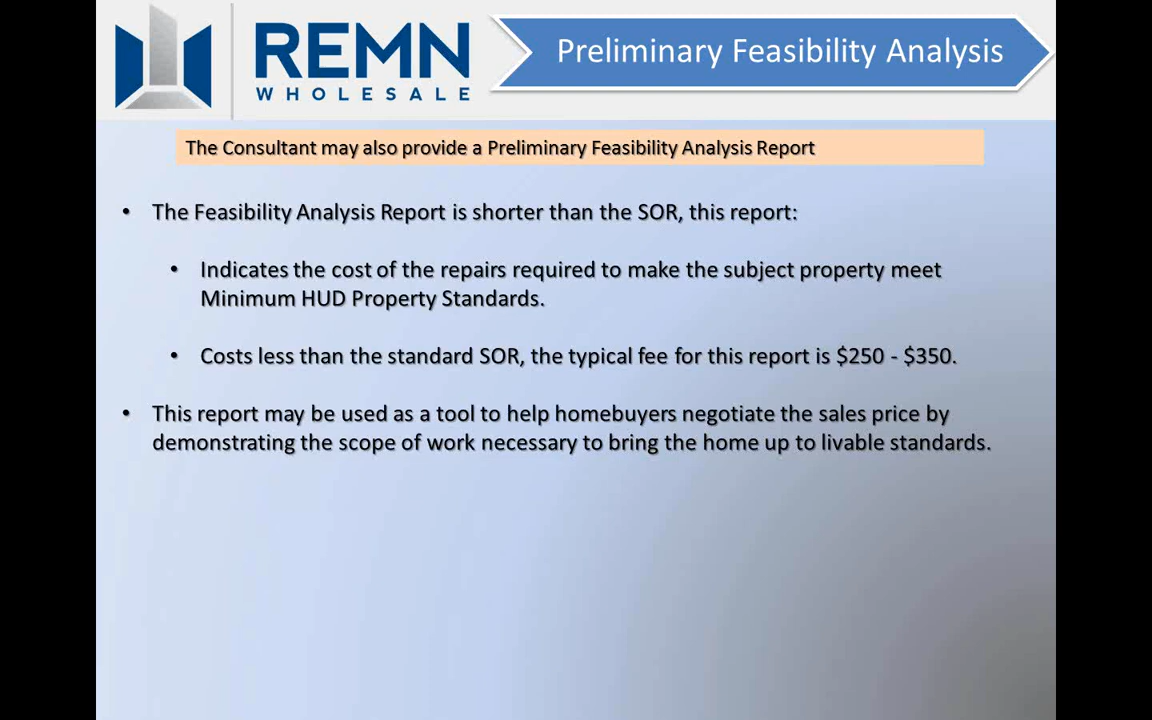 REMN
WHOLESALE
Preliminary Feasibility Analysis
The Consultant may also provide a Preliminary Feasibility Analysis Report
• The Feasibility Analysis Report is shorter than the SOR, this report:
• Indicates the cost of the repairs required to make the subject property meet
Minimum HUD Property Standards.
• Costs less than the standard SOR, the typical fee for this report is $250 - $350.
• This report may be used as a tool to help homebuyers negotiate the sales price by
demonstrating the scope of work necessary to bring the home up to livable standards.